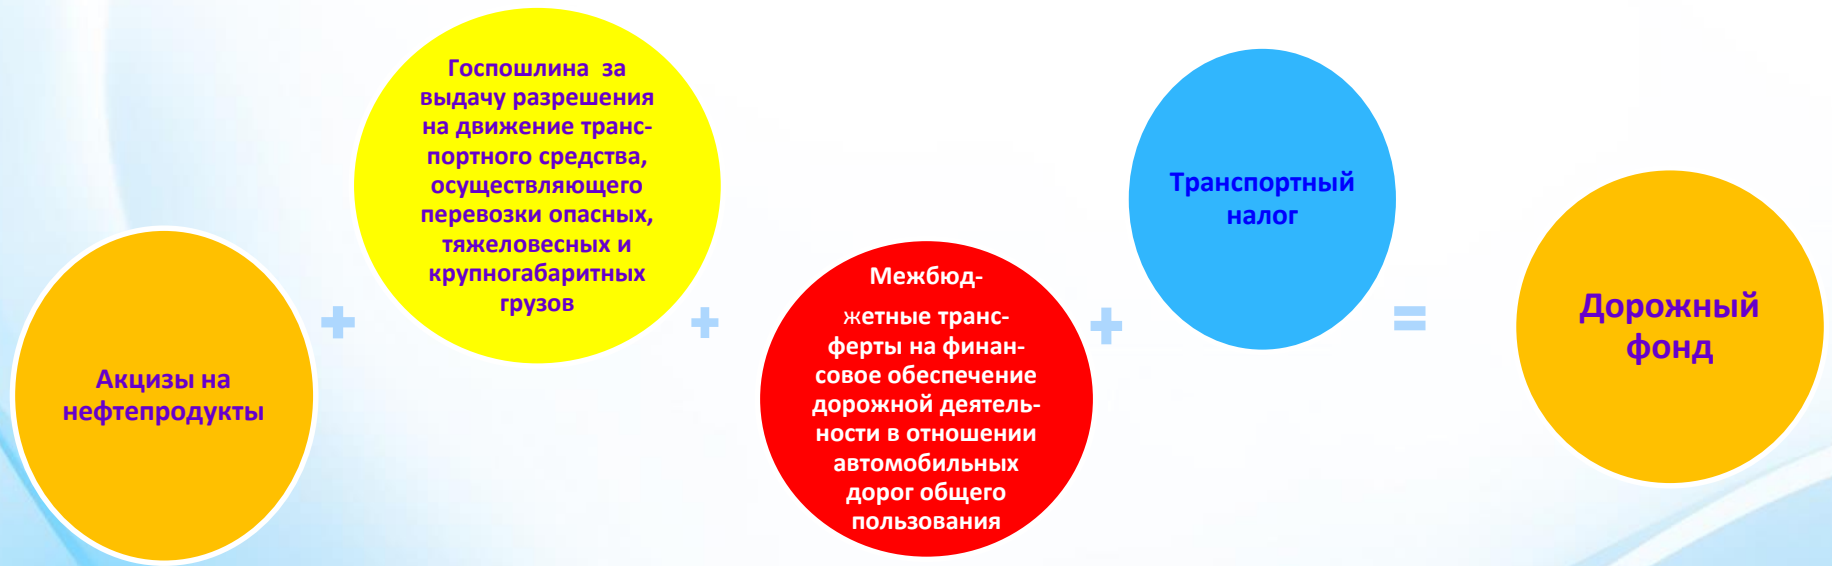 Акцизы на
нефтепродукты
Госпошлина за
выдачу разрешения
на движение транс-
портного средства,
осуществляющего
перевозки опасных,
тяжеловесных и
крупногабаритных
грузов
Межбюд-
жетные транс-
ферты на финан-
совое обеспечение
дорожной деятель-
ности в отношении
автомобильных
дорог общего
пользования
Транспортный
налог
Дорожный
фонд